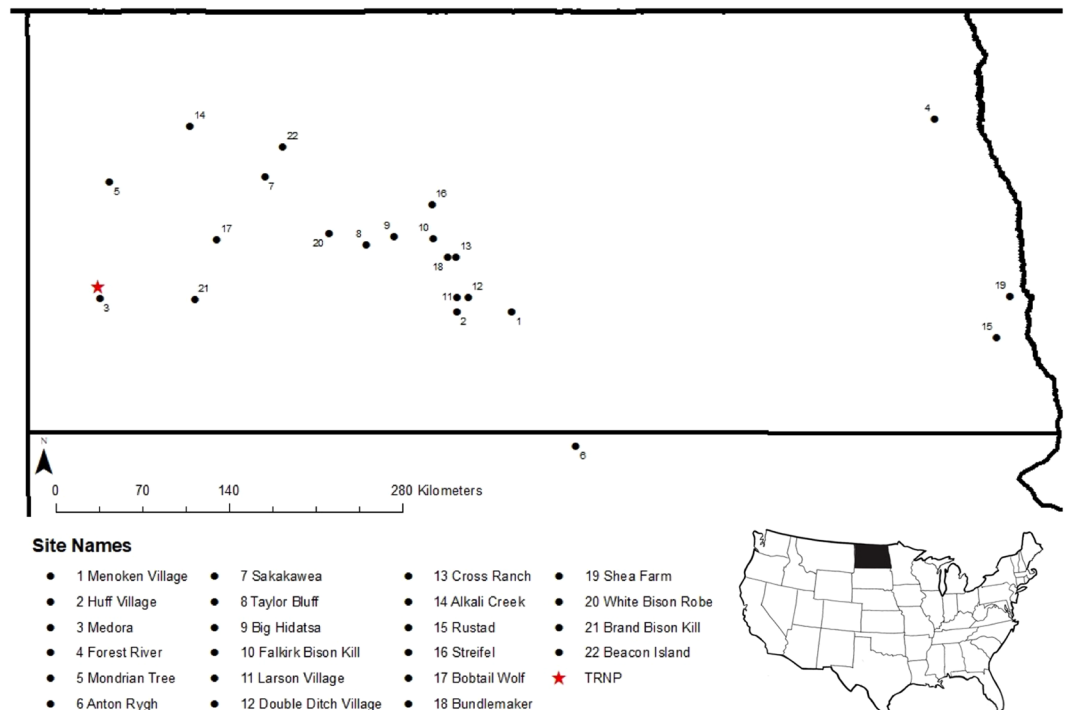 14
22
4
5
7
16
17
20
8
9
10
13
18
21
3
11
12
2
1
19
15
6
N
0 70 140 280 Kilometers
Site Names
1 Menoken Village 7 Sakakawea 13 Cross Ranch 19 Shea Farm
2 Huff Village 8 Taylor Bluff 14 Alkali Creek 20 White Bison Robe
3 Medora 9 Big Hidatsa 15 Rustad 21 Brand Bison Kill
4 Forest River 10 Falkirk Bison Kill 16 Streifel 22 Beacon Island
5 Mondrian Tree 11 Larson Village 17 Bobtail Wolf TRNP
6 Anton Rygh 12 Double Ditch Village 18 Bundlemaker